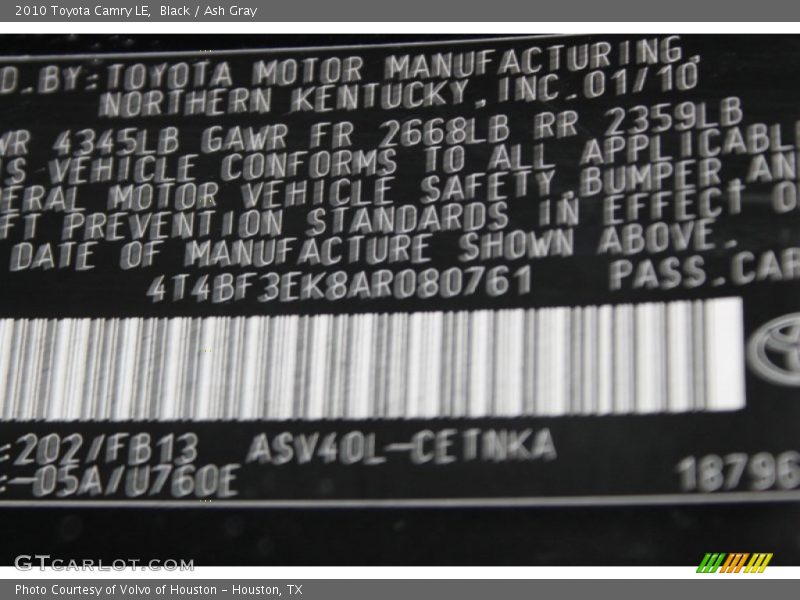 2010 Toyota Camry LE, Black / Ash Gray
D.BY:TOYOTA MOTOR MANUFACTURING,
NORTHERN KENTUCKY,INC.01/10
WR 4345LB GAWR FR 2668LB RR 2359LB
S VEHICLE CONFORMS TO ALL APPLICABL
ERAL MOTOR VEHICLE SAFETY,BUMPER,AN
FT PREVENTION STANDARDS IN EFFECT O
DATE OF MANUFACTURE SHOWN ABOVE.
4T4BF3EK8AR080761 PASS.CAR
:202/FB13 ASV40L-CETNKA
:-05A/U760E 18796
GTCARLOT.COM
Photo Courtesy of Volvo of Houston - Houston, TX